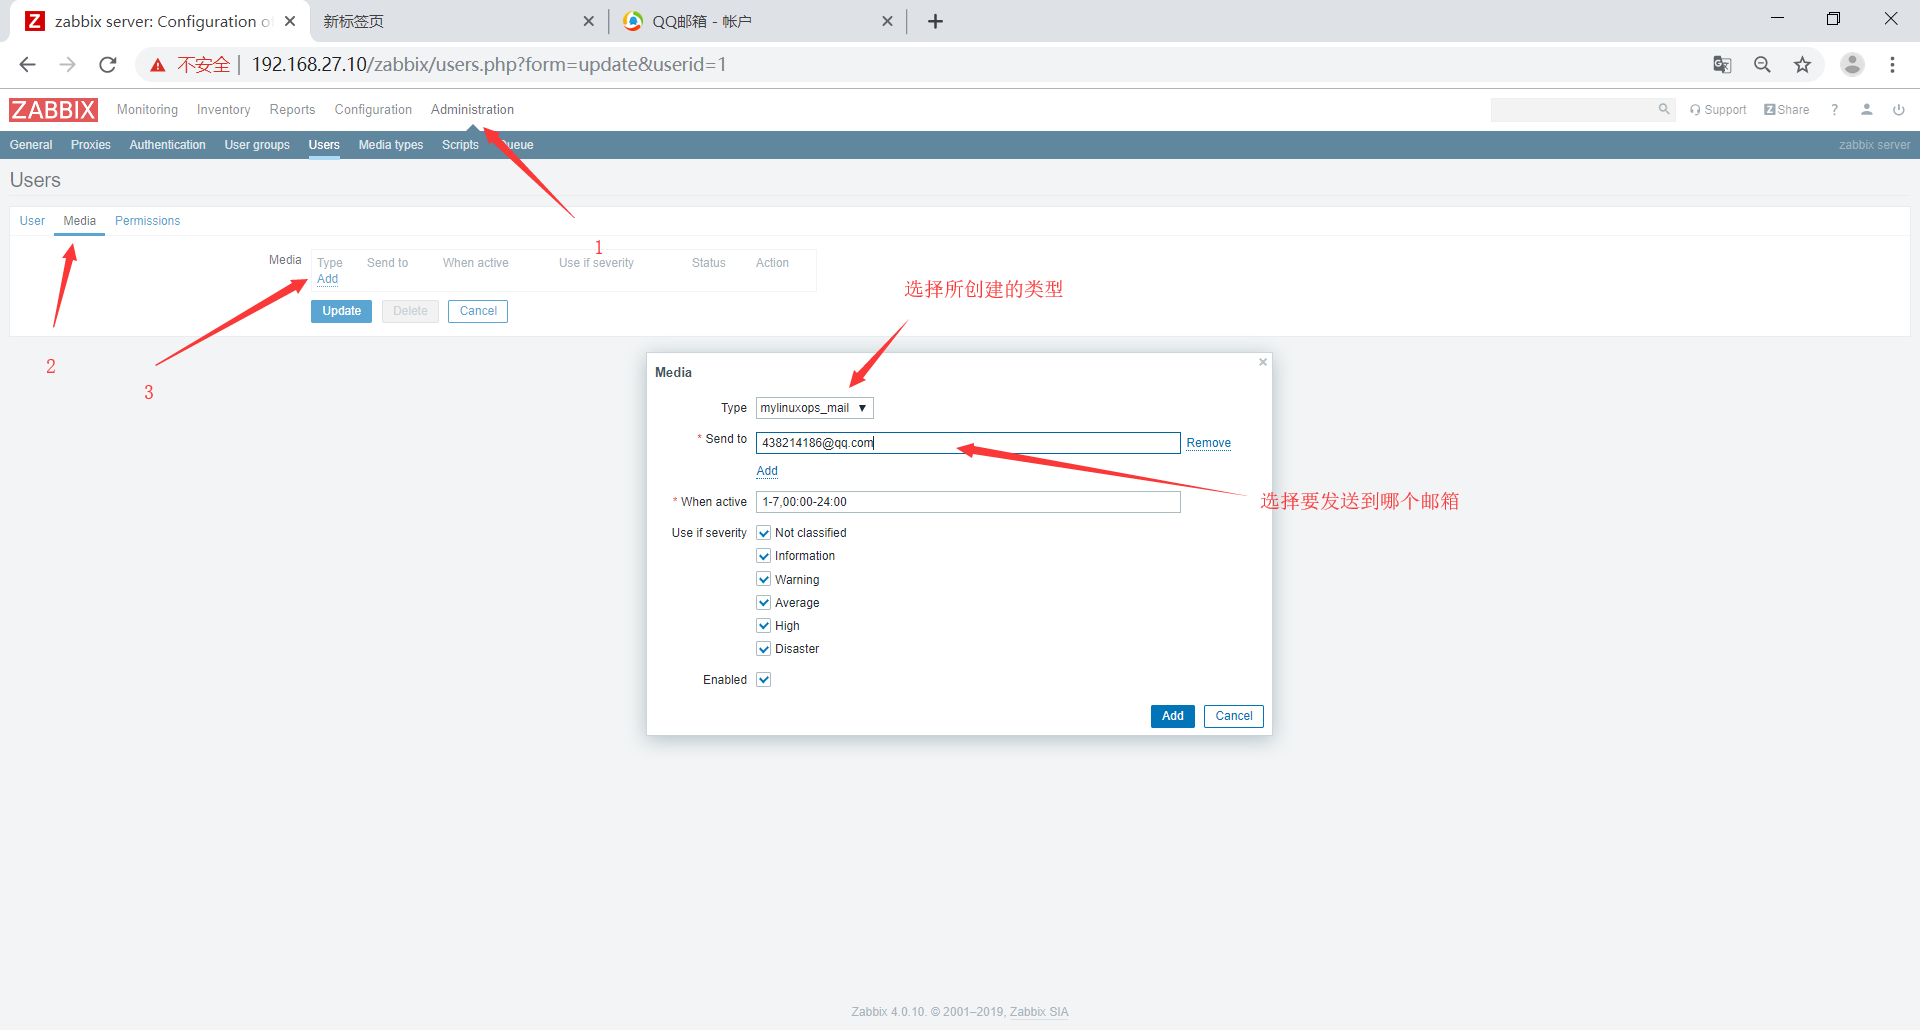 zabbix server: Configuration o
新标签页
QQ邮箱 - 帐户
不安全 | 192.168.27.10/zabbix/users.php?form=update&userid=1
ZABBIX Monitoring Inventory Reports Configuration Administration Support Z Share ?
General Proxies Authentication User groups Users Media types Scripts Queue zabbix server
Users
User Media Permissions
1
Media Type Send to When active Use if severity Status Action
Add
Update Delete Cancel
选择所创建的类型
2
3
Media
Type mylinuxops_mail
* Send to 438214186@qq.com Remove
Add
* When active 1-7,00:00-24:00
选择要发送到哪个邮箱
Use if severity Not classified
Information
Warning
Average
High
Disaster
Enabled
Add Cancel
Zabbix 4.0.10. © 2001–2019, Zabbix SIA